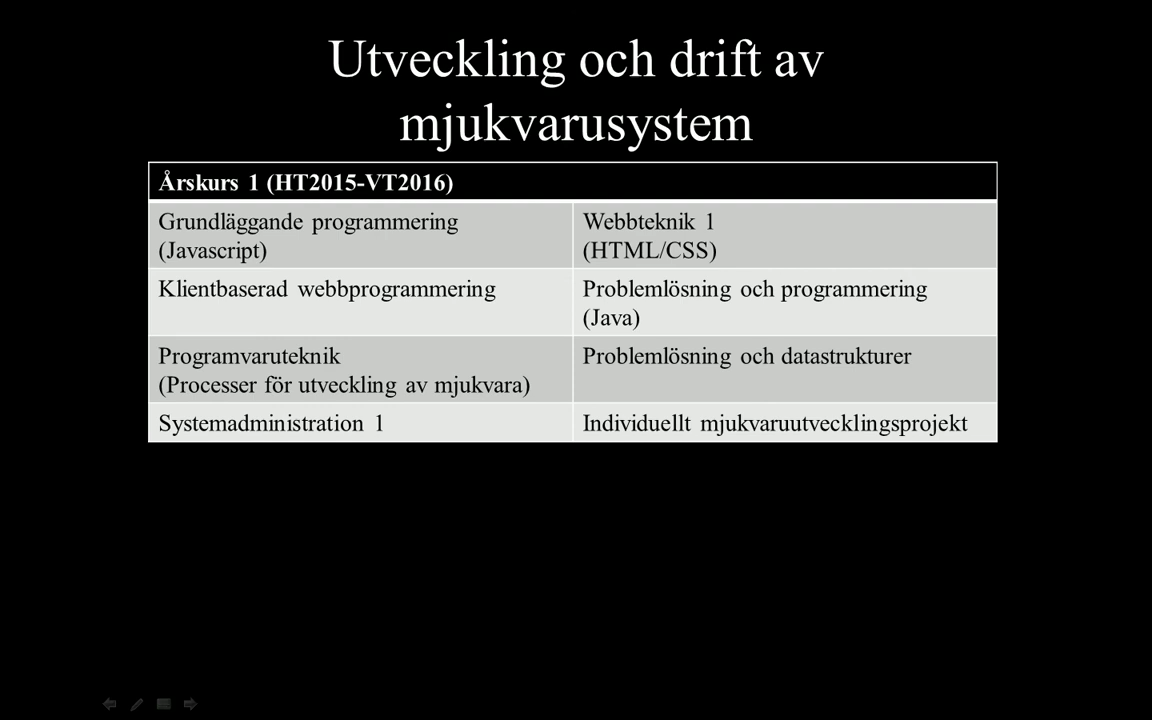 Utveckling och drift av
mjukvarusystem
Årskurs 1 (HT2015-VT2016)
Grundläggande programmering
(Javascript)
Webbteknik 1
(HTML/CSS)
Klientbaserad webbprogrammering
Problemlösning och programmering
(Java)
Programvaruteknik
(Processer för utveckling av mjukvara)
Problemlösning och datastrukturer
Systemadministration 1
Individuellt mjukvaruutvecklingsprojekt